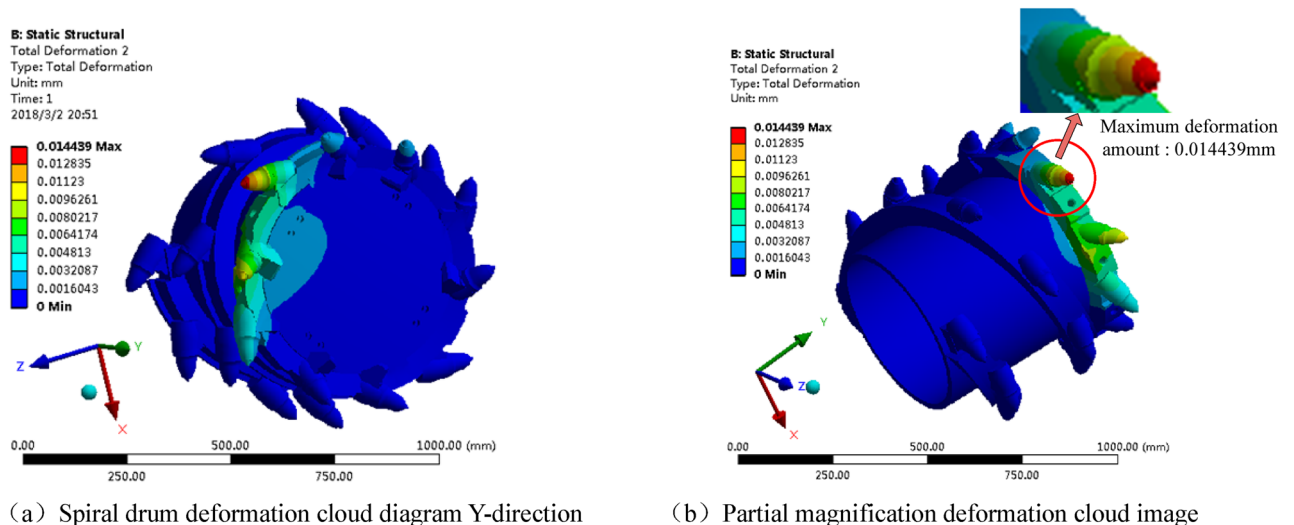 B: Static Structural
Total Deformation 2
Type: Total Deformation
Unit: mm
Time: 1
2018/3/2 20:51
0.014439 Max
0.012835
0.01123
0.0096261
0.0080217
0.0064174
0.004813
0.0032087
0.0016043
0 Min
Z
Y
X
0.00
500.00
1000.00 (mm)
250.00
750.00
(a) Spiral drum deformation cloud diagram Y-direction
B: Static Structural
Total Deformation 2
Type: Total Deformation
Unit: mm
0.014439 Max
0.012835
0.01123
0.0096261
0.0080217
0.0064174
0.004813
0.0032087
0.0016043
0 Min
Maximum deformation
amount : 0.014439mm
Y
Z
X
0.00
500.00
1000.00 (mm)
250.00
750.00
(b) Partial magnification deformation cloud image